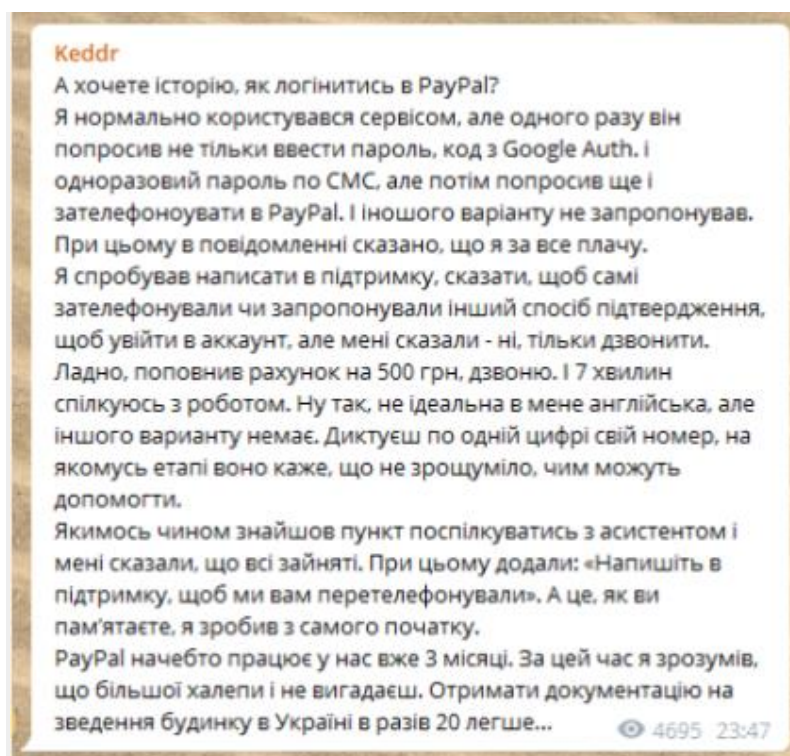 Keddr
А хочете історію, як логінитись в PayPal?
Я нормально користувався сервісом, але одного разу він
попросив не тільки ввести пароль, код з Google Auth. і
одноразовий пароль по СМС, але потім попросив ще і
зателефоноувати в PayPal. І іношого варіанту не запропонував.
При цьому в повідомленні сказано, що я за все плачу.
Я спробував написати в підтримку, сказати, щоб самі
зателефонували чи запропонували інший спосіб підтвердження,
щоб увійти в аккаунт, але мені сказали - ні, тільки дзвонити.
Ладно, поповнив рахунок на 500 грн, дзвоню. І 7 хвилин
спілкуюсь з роботом. Ну так, не ідеальна в мене англійська, але
іншого варианту немає. Диктуєш по одній цифрі свій номер, на
якомусь етапі воно каже, що не зрощуміло, чим можуть
допомогти.
Якимось чином знайшов пункт поспілкуватись з асистентом і
мені сказали, що всі зайняті. При цьому додали: «Напишіть в
підтримку, щоб ми вам перетелефонували». А це, як ви
пам'ятаєте, я зробив з самого початку.
PayPal начебто працює у нас вже 3 місяці. За цей час я зрозумів,
що більшої халепи і не вигадаєш. Отримати документацію на
зведення будинку в Україні в разів 20 легше... 4695 23:47